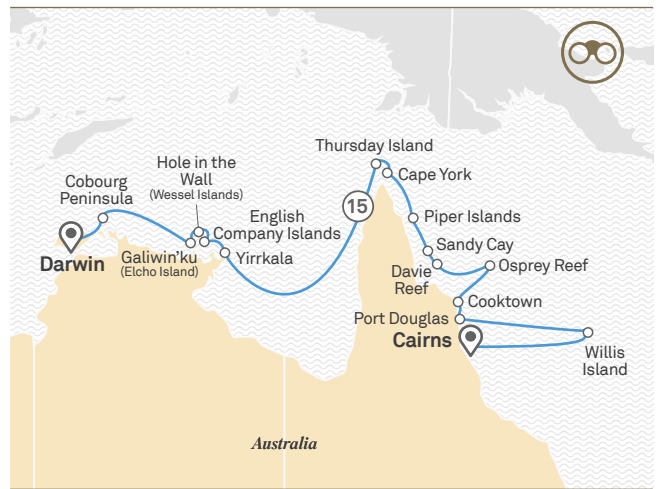 Thursday Island
Hole in the
Wall
(Wessel Islands)
Cape York
Cobourg
Peninsula
15
English
Company Islands
Piper Islands
Darwin
Galiwin’ku
(Elcho Island)
Yirrkala
Sandy Cay
Davie
Reef
Osprey Reef
Cooktown
Port Douglas
Cairns
Willis
Island
Australia